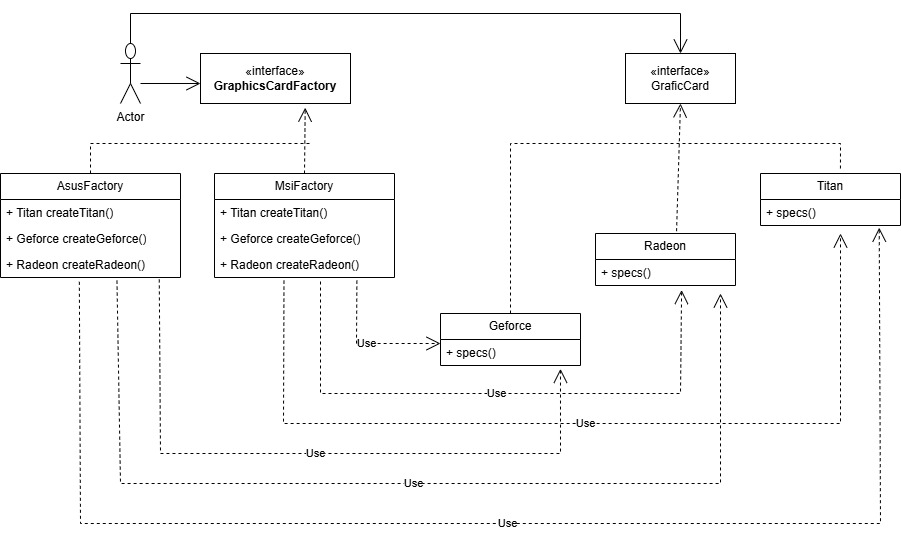 «interface»
GraphicsCardFactory
«interface»
GraficCard
Actor
AsusFactory
+ Titan createTitan()
+ Geforce createGeforce()
+ Radeon createRadeon()
MsiFactory
+ Titan createTitan()
+ Geforce createGeforce()
+ Radeon createRadeon()
Titan
+ specs()
Radeon
+ specs()
Geforce
+ specs()
Use
Use
Use
Use
Use
Use